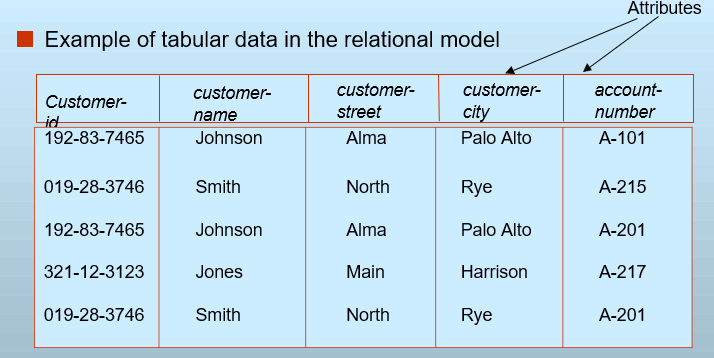 Attributes
Example of tabular data in the relational model
Customer-id customer-name customer-street customer-city account-number
192-83-7465 Johnson Alma Palo Alto A-101
019-28-3746 Smith North Rye A-215
192-83-7465 Johnson Alma Palo Alto A-201
321-12-3123 Jones Main Harrison A-217
019-28-3746 Smith North Rye A-201